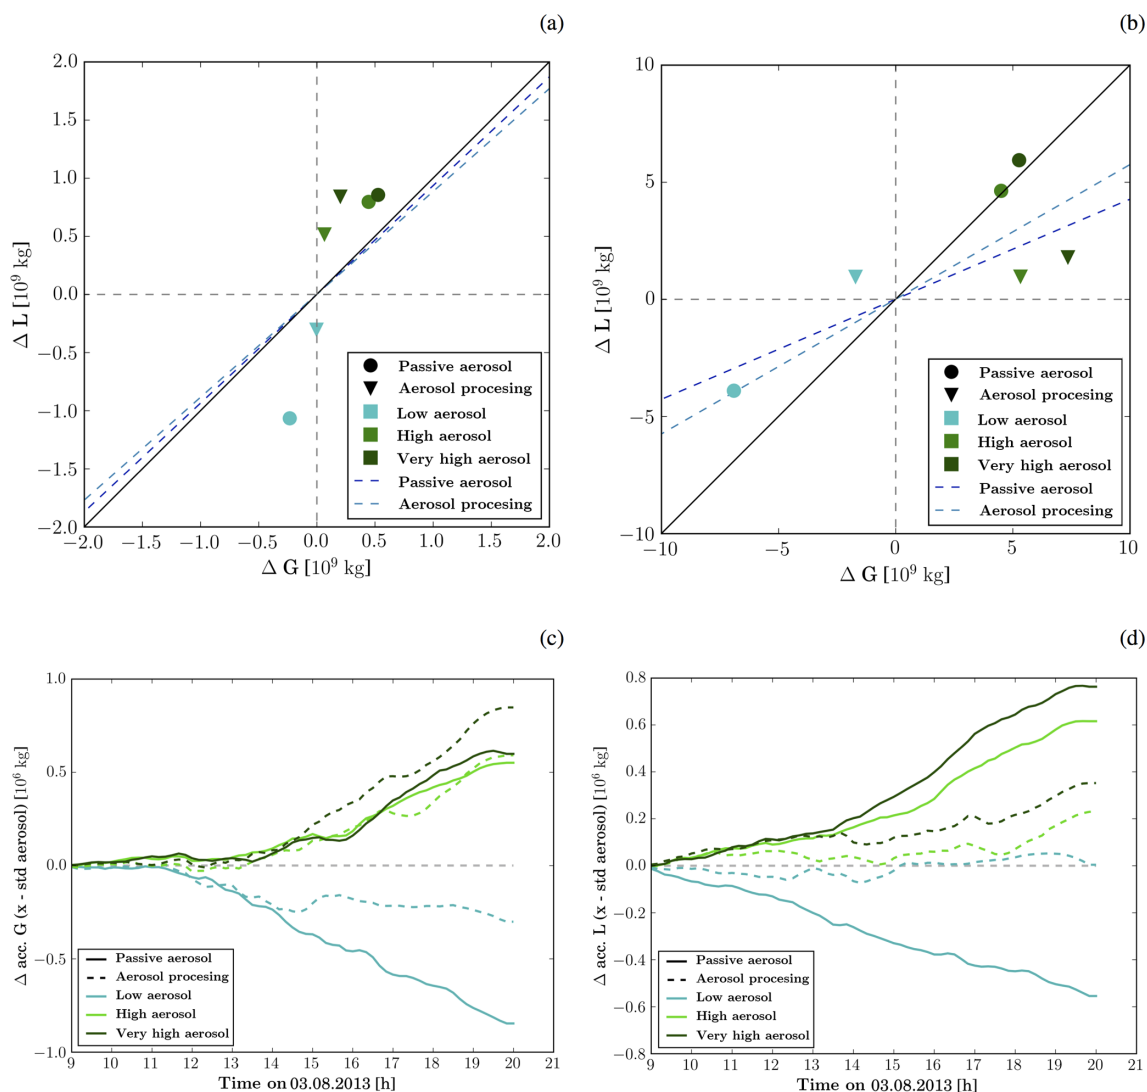 (a)
2.0
1.5
1.0
0.5
0.0
−0.5
−1.0
−1.5
−2.0
Δ L [10⁹ kg]
Passive aerosol
Aerosol procesing
Low aerosol
High aerosol
Very high aerosol
Passive aerosol
Aerosol procesing
−2.0 −1.5 −1.0 −0.5 0.0 0.5 1.0 1.5 2.0
Δ G [10⁹ kg]
(b)
10
5
0
−5
−10
Δ L [10⁹ kg]
Passive aerosol
Aerosol procesing
Low aerosol
High aerosol
Very high aerosol
Passive aerosol
Aerosol procesing
−10 −5 0 5 10
Δ G [10⁹ kg]
(c)
1.0
0.5
0.0
−0.5
−1.0
Δ acc. G (x - std aerosol) [10⁶ kg]
Passive aerosol
Aerosol procesing
Low aerosol
High aerosol
Very high aerosol
9 10 11 12 13 14 15 16 17 18 19 20 21
Time on 03.08.2013 [h]
(d)
0.8
0.6
0.4
0.2
0.0
−0.2
−0.4
−0.6
−0.8
Δ acc. L (x - std aerosol) [10⁶ kg]
Passive aerosol
Aerosol procesing
Low aerosol
High aerosol
Very high aerosol
9 10 11 12 13 14 15 16 17 18 19 20 21
Time on 03.08.2013 [h]